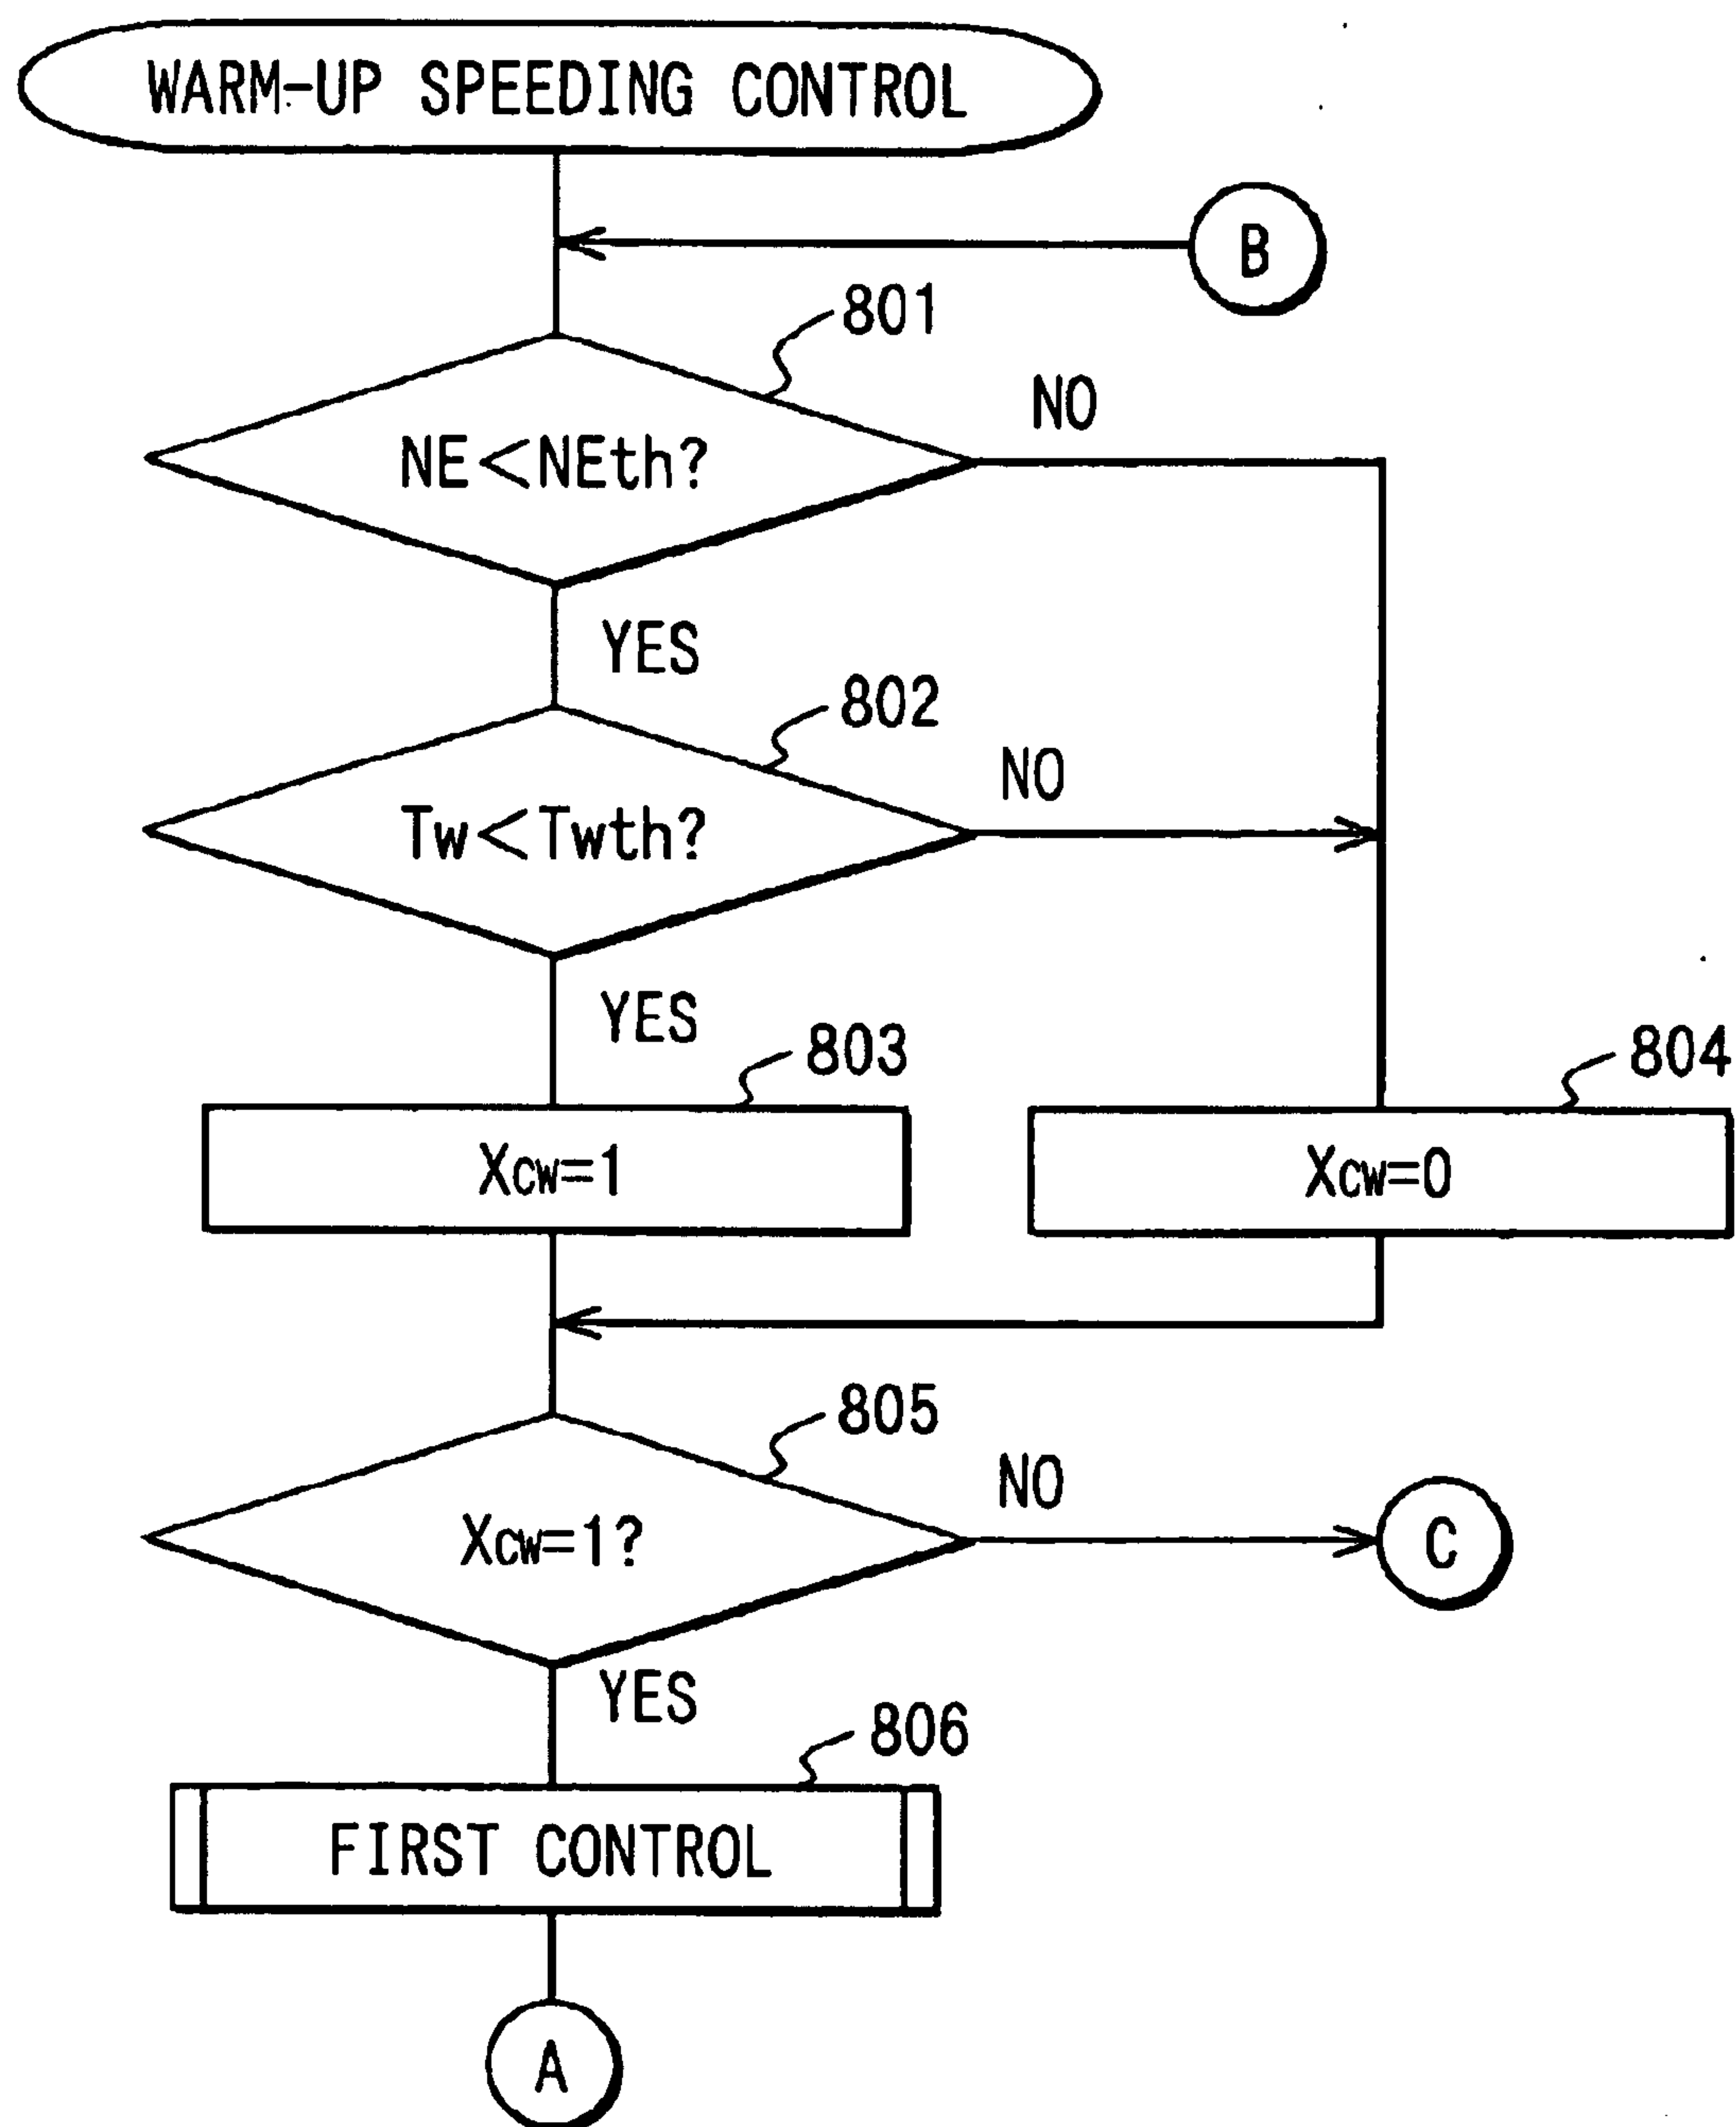 WARM-UP SPEEDING CONTROL
B
801
NE<NEth?
NO
YES
802
Tw<Twth?
NO
YES
803
804
Xcw=1
Xcw=0
805
Xcw=1?
NO
C
YES
806
FIRST CONTROL
A